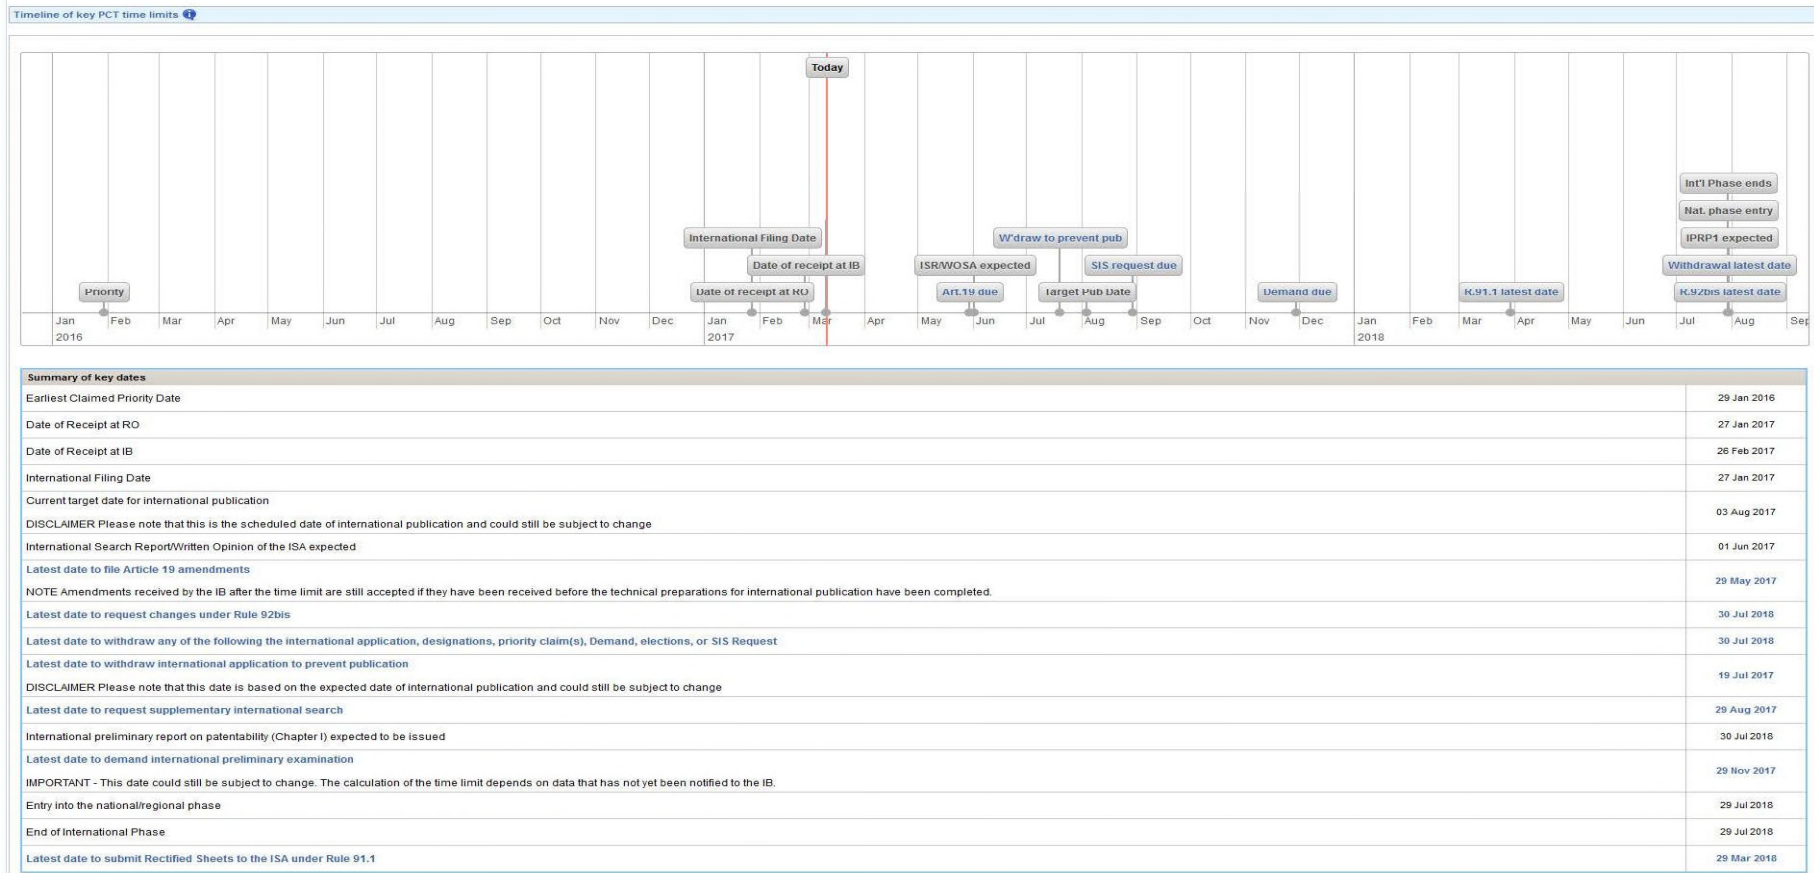 Timeline of key PCT time limits
Today
Int'l Phase ends
Nat. phase entry
International Filing Date
W'draw to prevent pub
IPRP1 expected
Date of receipt at IB
ISR/WOSA expected
SIS request due
Withdrawal latest date
Priority
Date of receipt at RO
Art.19 due
Target Pub Date
Demand due
R.91.1 latest date
R.92bis latest date
Jan Feb Mar Apr May Jun Jul Aug Sep Oct Nov Dec Jan Feb Mar Apr May Jun Jul Aug Sep Oct Nov Dec Jan Feb Mar Apr May Jun Jul Aug Sep
2016 2017 2018
Summary of key dates
Earliest Claimed Priority Date 29 Jan 2016
Date of Receipt at RO 27 Jan 2017
Date of Receipt at IB 26 Feb 2017
International Filing Date 27 Jan 2017
Current target date for international publication
DISCLAIMER Please note that this is the scheduled date of international publication and could still be subject to change
03 Aug 2017
International Search Report/Written Opinion of the ISA expected 01 Jun 2017
Latest date to file Article 19 amendments
NOTE Amendments received by the IB after the time limit are still accepted if they have been received before the technical preparations for international publication have been completed.
29 May 2017
Latest date to request changes under Rule 92bis 30 Jul 2018
Latest date to withdraw any of the following the international application, designations, priority claim(s), Demand, elections, or SIS Request 30 Jul 2018
Latest date to withdraw international application to prevent publication
DISCLAIMER Please note that this date is based on the expected date of international publication and could still be subject to change
19 Jul 2017
Latest date to request supplementary international search 29 Aug 2017
International preliminary report on patentability (Chapter I) expected to be issued 30 Jul 2018
Latest date to demand international preliminary examination
IMPORTANT - This date could still be subject to change. The calculation of the time limit depends on data that has not yet been notified to the IB.
29 Nov 2017
Entry into the national/regional phase 29 Jul 2018
End of International Phase 29 Jul 2018
Latest date to submit Rectified Sheets to the ISA under Rule 91.1 29 Mar 2018